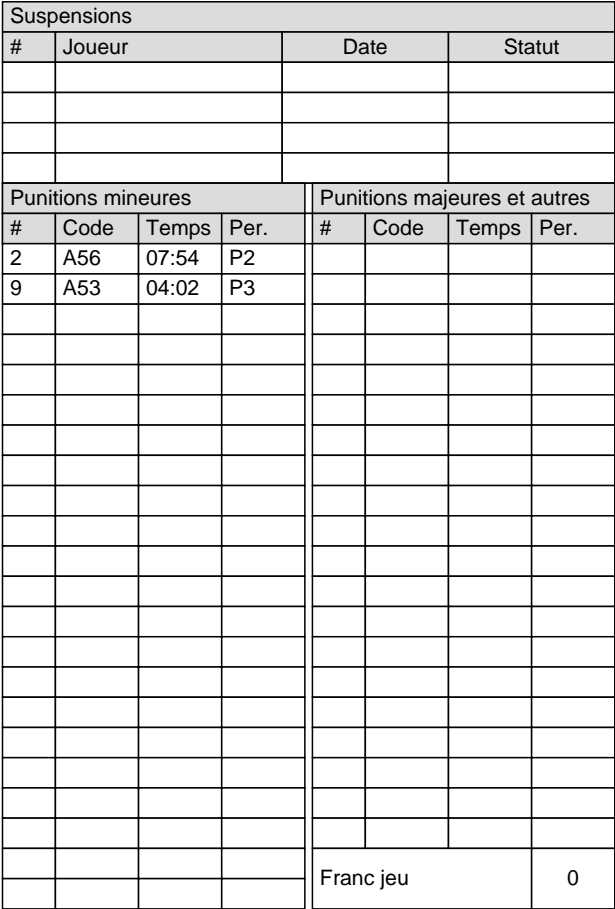 Suspensions
# Joueur Date Statut
Punitions mineures Punitions majeures et autres
# Code Temps Per. # Code Temps Per.
2 A56 07:54 P2
9 A53 04:02 P3
Franc jeu 0